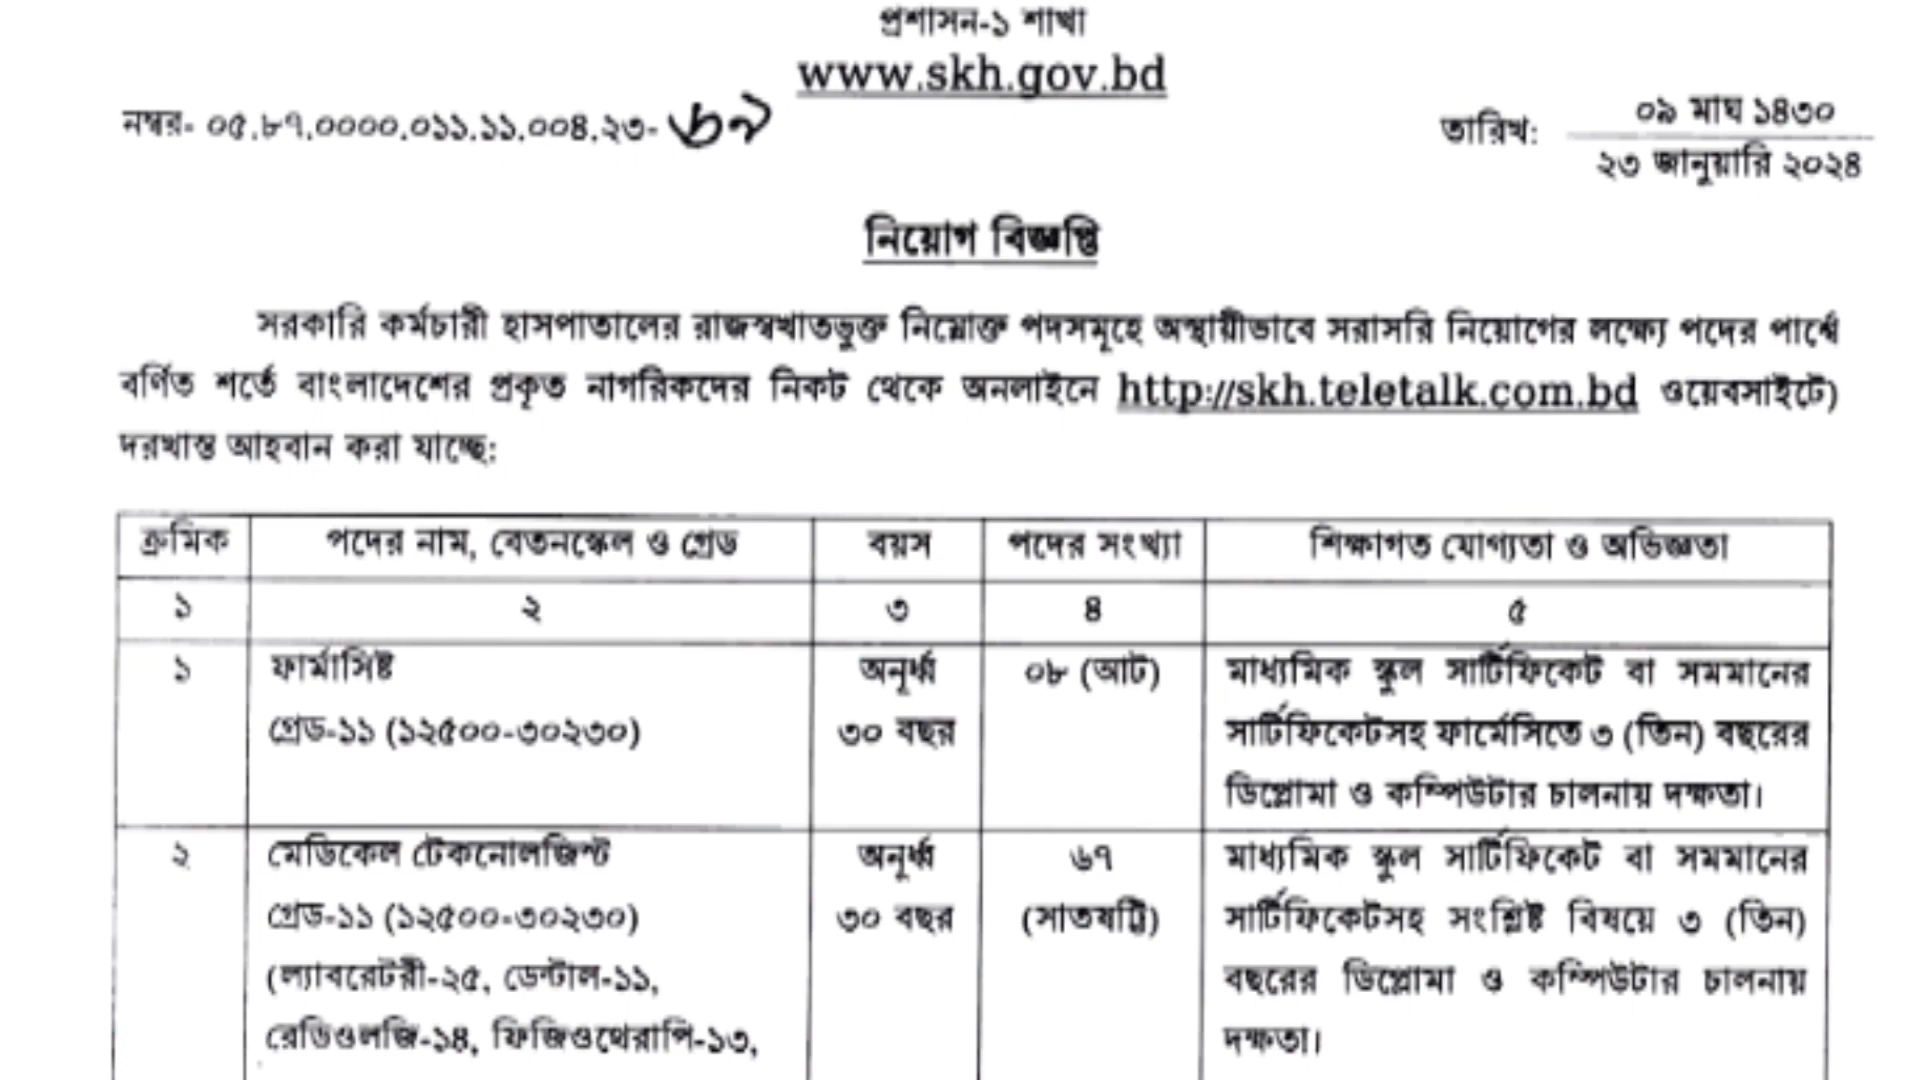 প্রশাসন-১ শাখা
www.skh.gov.bd
নম্বর- ০৫.৮৭.০০০০.০১১.১১.০০৪.২৩-৬৯
তারিখ: ০৯ মাঘ ১৪৩০
২৩ জানুয়ারি ২০২৪
নিয়োগ বিজ্ঞপ্তি
সরকারি কর্মচারী হাসপাতালের রাজস্বখাতভুক্ত নিম্নোক্ত পদসমূহে অস্থায়ীভাবে সরাসরি নিয়োগের লক্ষ্যে পদের পার্শ্বে
বর্ণিত শর্তে বাংলাদেশের প্রকৃত নাগরিকদের নিকট থেকে অনলাইনে http://skh.teletalk.com.bd ওয়েবসাইটে)
দরখাস্ত আহবান করা যাচ্ছে:
ক্রমিক পদের নাম, বেতনস্কেল ও গ্রেড বয়স পদের সংখ্যা শিক্ষাগত যোগ্যতা ও অভিজ্ঞতা
১ ২ ৩ ৪ ৫
১ ফার্মাসিষ্ট অনূর্ধ্ব ০৮ (আট) মাধ্যমিক স্কুল সার্টিফিকেট বা সমমানের
গ্রেড-১১ (১২৫০০-৩০২৩০) ৩০ বছর সার্টিফিকেটসহ ফার্মেসিতে ৩ (তিন) বছরের
ডিপ্লোমা ও কম্পিউটার চালনায় দক্ষতা।
২ মেডিকেল টেকনোলজিস্ট অনূর্ধ্ব ৬৭ মাধ্যমিক স্কুল সার্টিফিকেট বা সমমানের
গ্রেড-১১ (১২৫০০-৩০২৩০) ৩০ বছর (সাতষট্টি) সার্টিফিকেটসহ সংশ্লিষ্ট বিষয়ে ৩ (তিন)
(ল্যাবরেটরী-২৫, ডেন্টাল-১১, বছরের ডিপ্লোমা ও কম্পিউটার চালনায়
রেডিওলজি-১৪, ফিজিওথেরাপি-১৩, দক্ষতা।